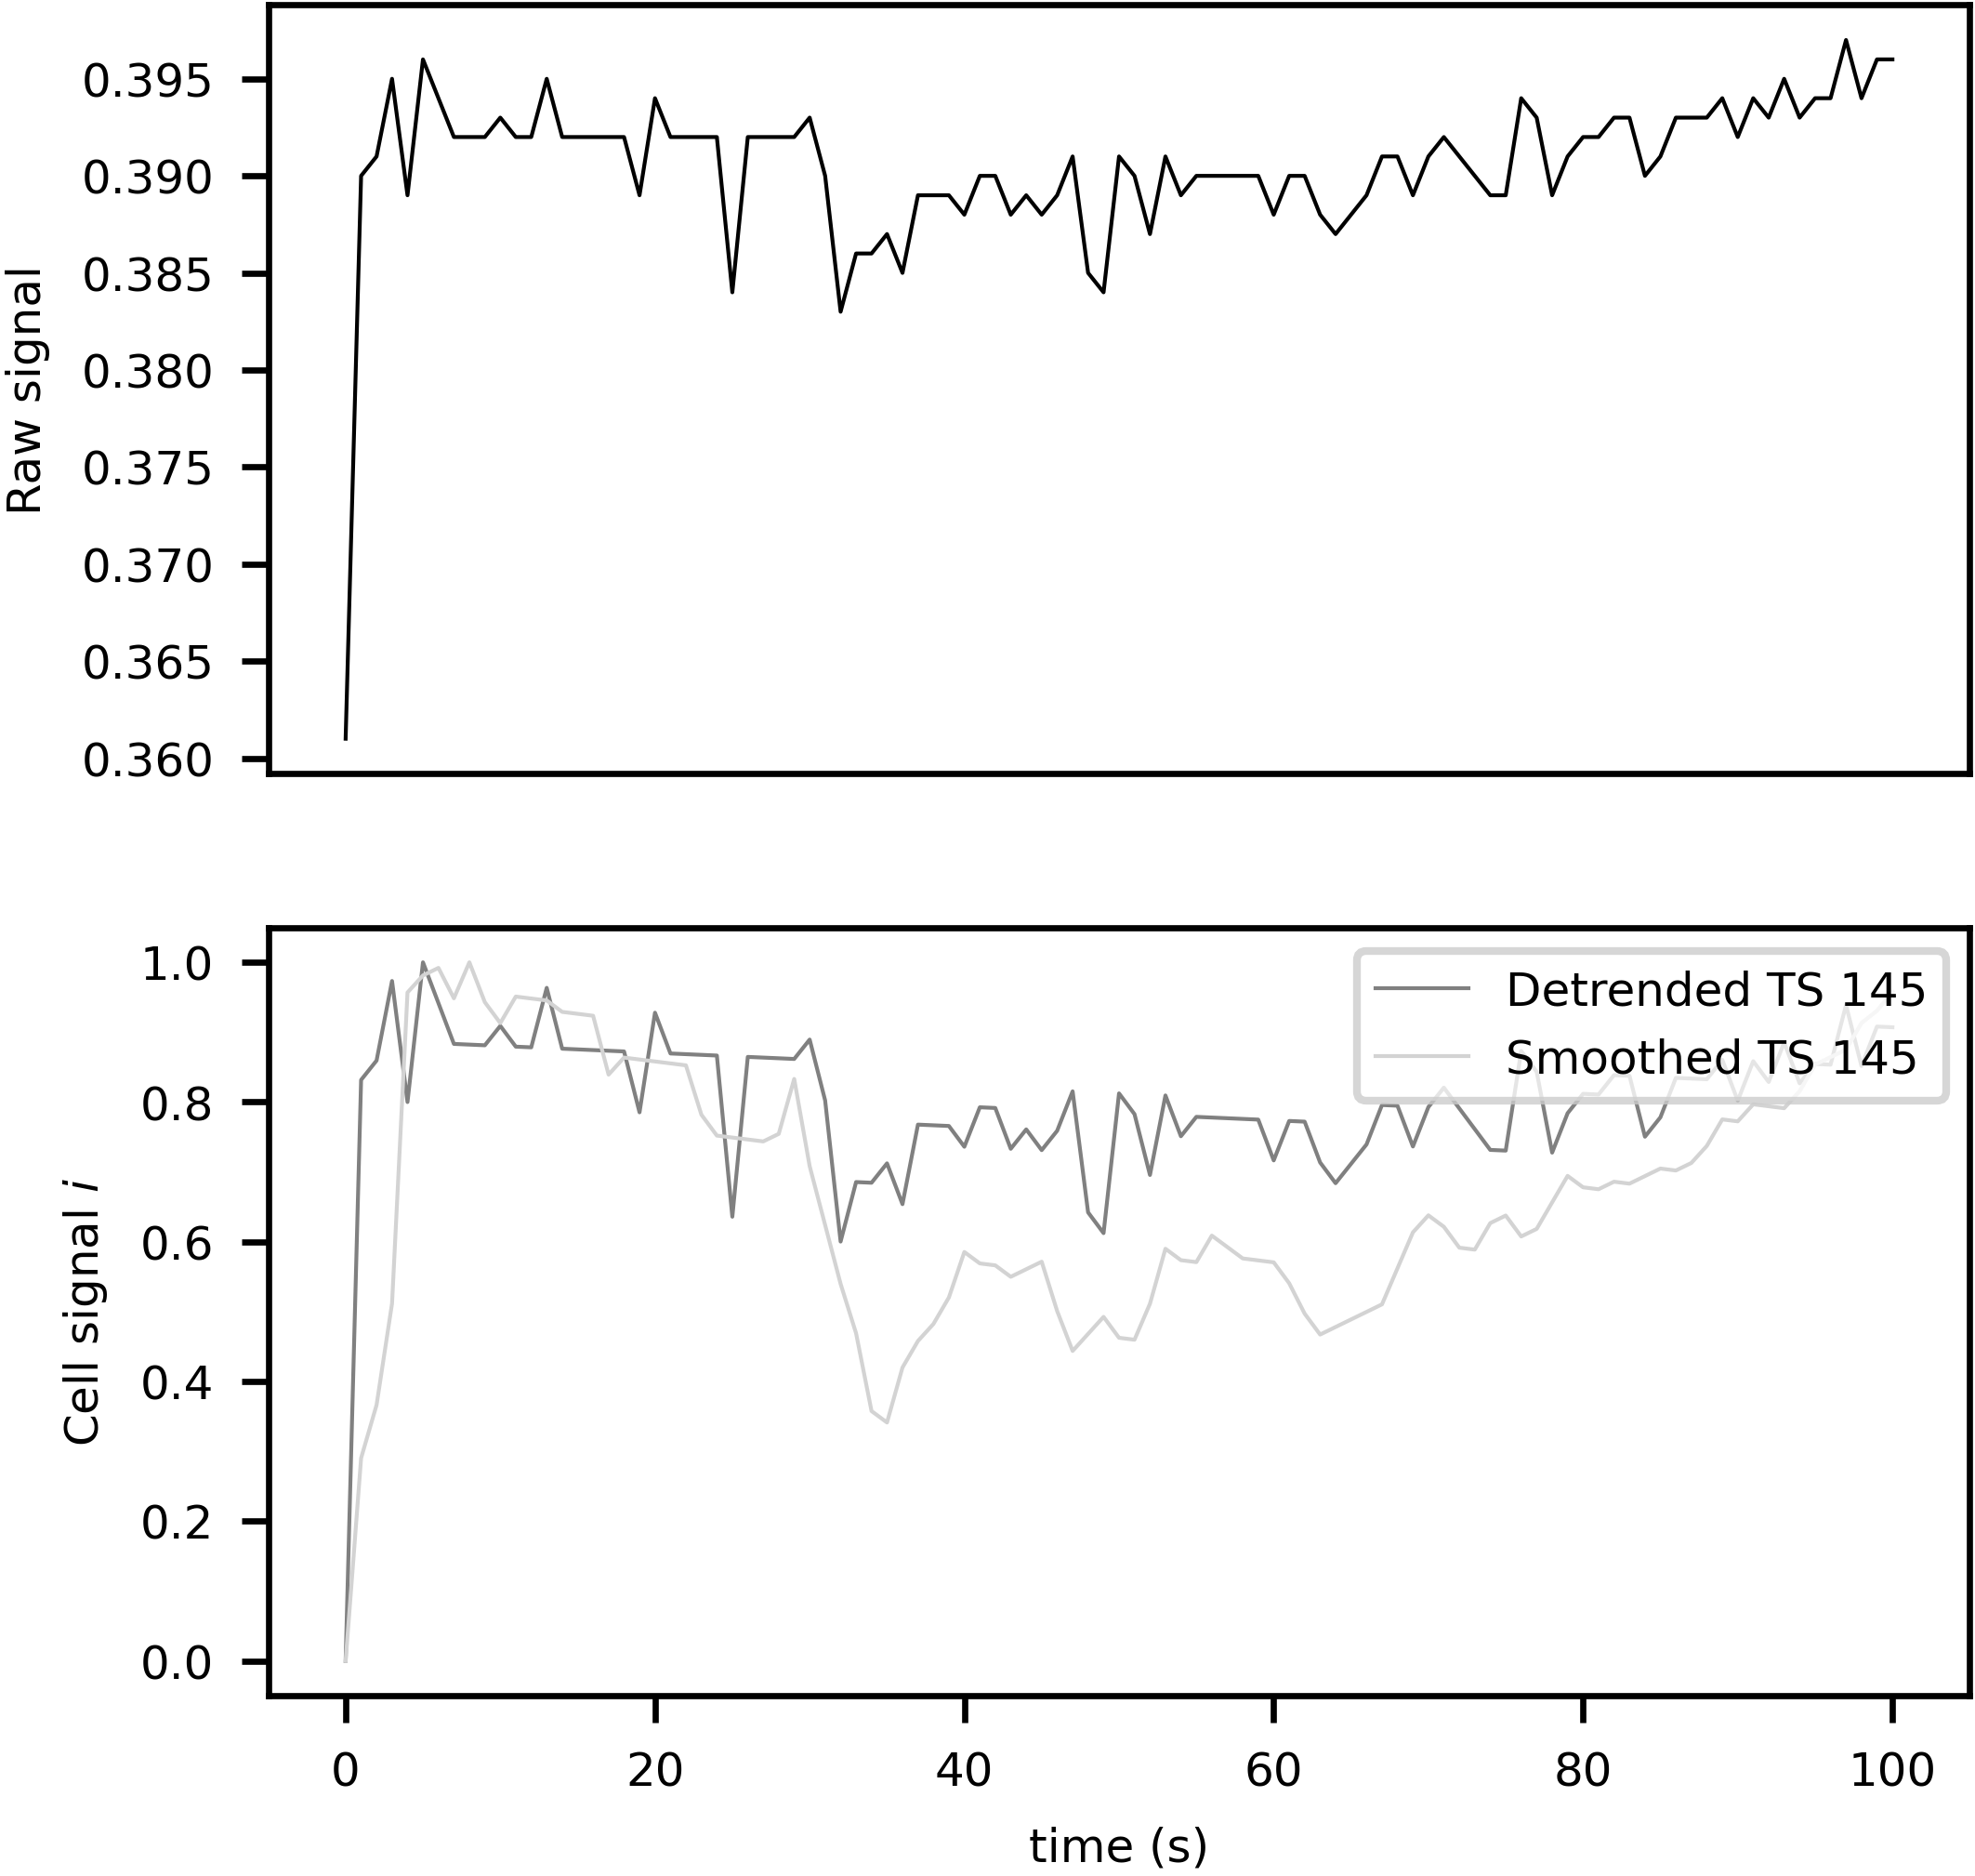 Raw signal
0.395
0.390
0.385
0.380
0.375
0.370
0.365
0.360
Cell signal i
1.0
0.8
0.6
0.4
0.2
0.0
Detrended TS 145
Smoothed TS 145
0 20 40 60 80 100
time (s)